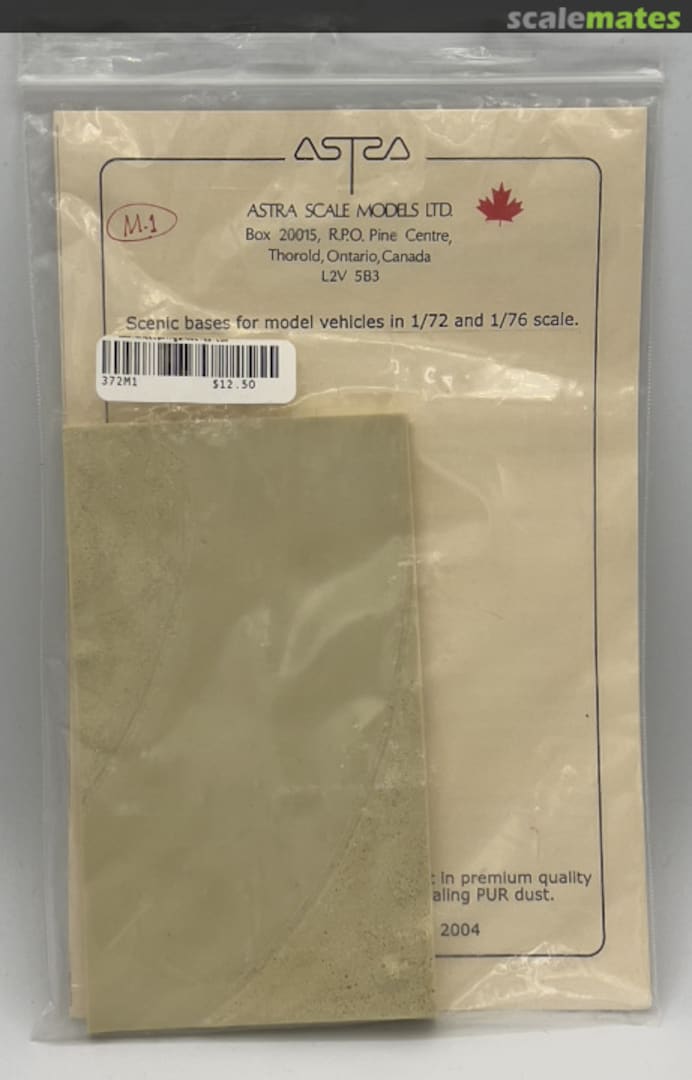 scalemates
ASTRA
M-1
ASTRA SCALE MODELS LTD.
Box 20015, R.P.O. Pine Centre,
Thorold, Ontario, Canada
L2V 5B3
Scenic bases for model vehicles in 1/72 and 1/76 scale.
372M1 $12.50
in premium quality
aling PUR dust.
2004